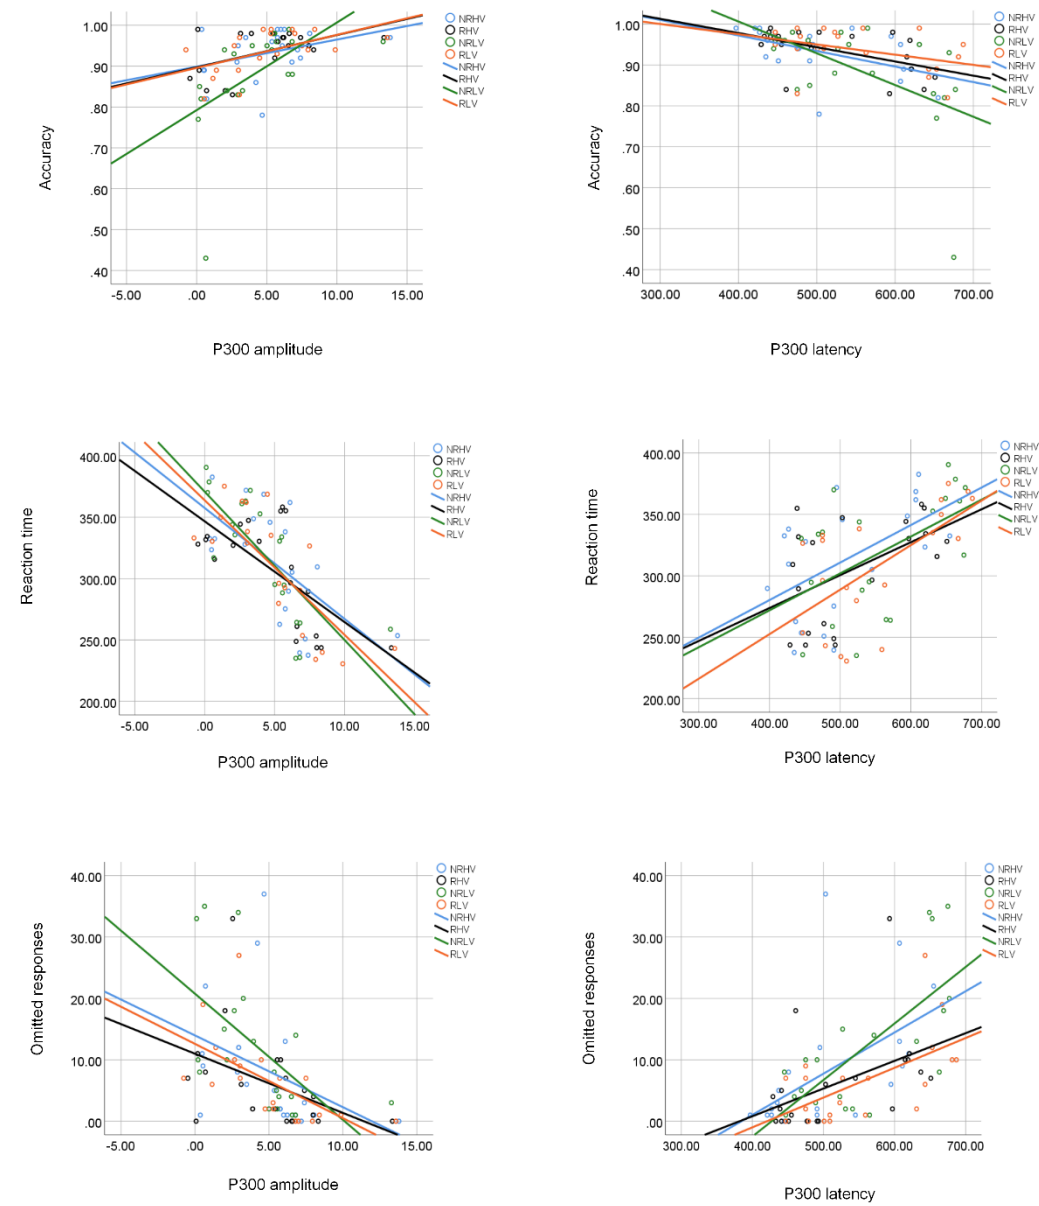 1.00
.90
.80
.70
.60
.50
.40
-5.00 .00 5.00 10.00 15.00
Accuracy
P300 amplitude
NRHV
RHV
NRLV
RLV
NRHV
RHV
NRLV
RLV
1.00
.90
.80
.70
.60
.50
.40
300.00 400.00 500.00 600.00 700.00
Accuracy
P300 latency
NRHV
RHV
NRLV
RLV
NRHV
RHV
NRLV
RLV
400.00
350.00
300.00
250.00
200.00
-5.000 .00 5.00 10.00 15.00
Reaction time
P300 amplitude
NRHV
RHV
NRLV
RLV
NRHV
RHV
NRLV
RLV
400.00
350.00
300.00
250.00
200.00
300.00 400.00 500.00 600.00 700.00
Reaction time
P300 latency
NRHV
RHV
NRLV
RLV
NRHV
RHV
NRLV
RLV
40.00
30.00
20.00
10.00
.00
-5.000 .00 5.00 10.00 15.00
Omitted responses
P300 amplitude
NRHV
RHV
NRLV
RLV
NRHV
RHV
NRLV
RLV
40.00
30.00
20.00
10.00
.00
300.00 400.00 500.00 600.00 700.00
Omitted responses
P300 latency
NRHV
RHV
NRLV
RLV
NRHV
RHV
NRLV
RLV